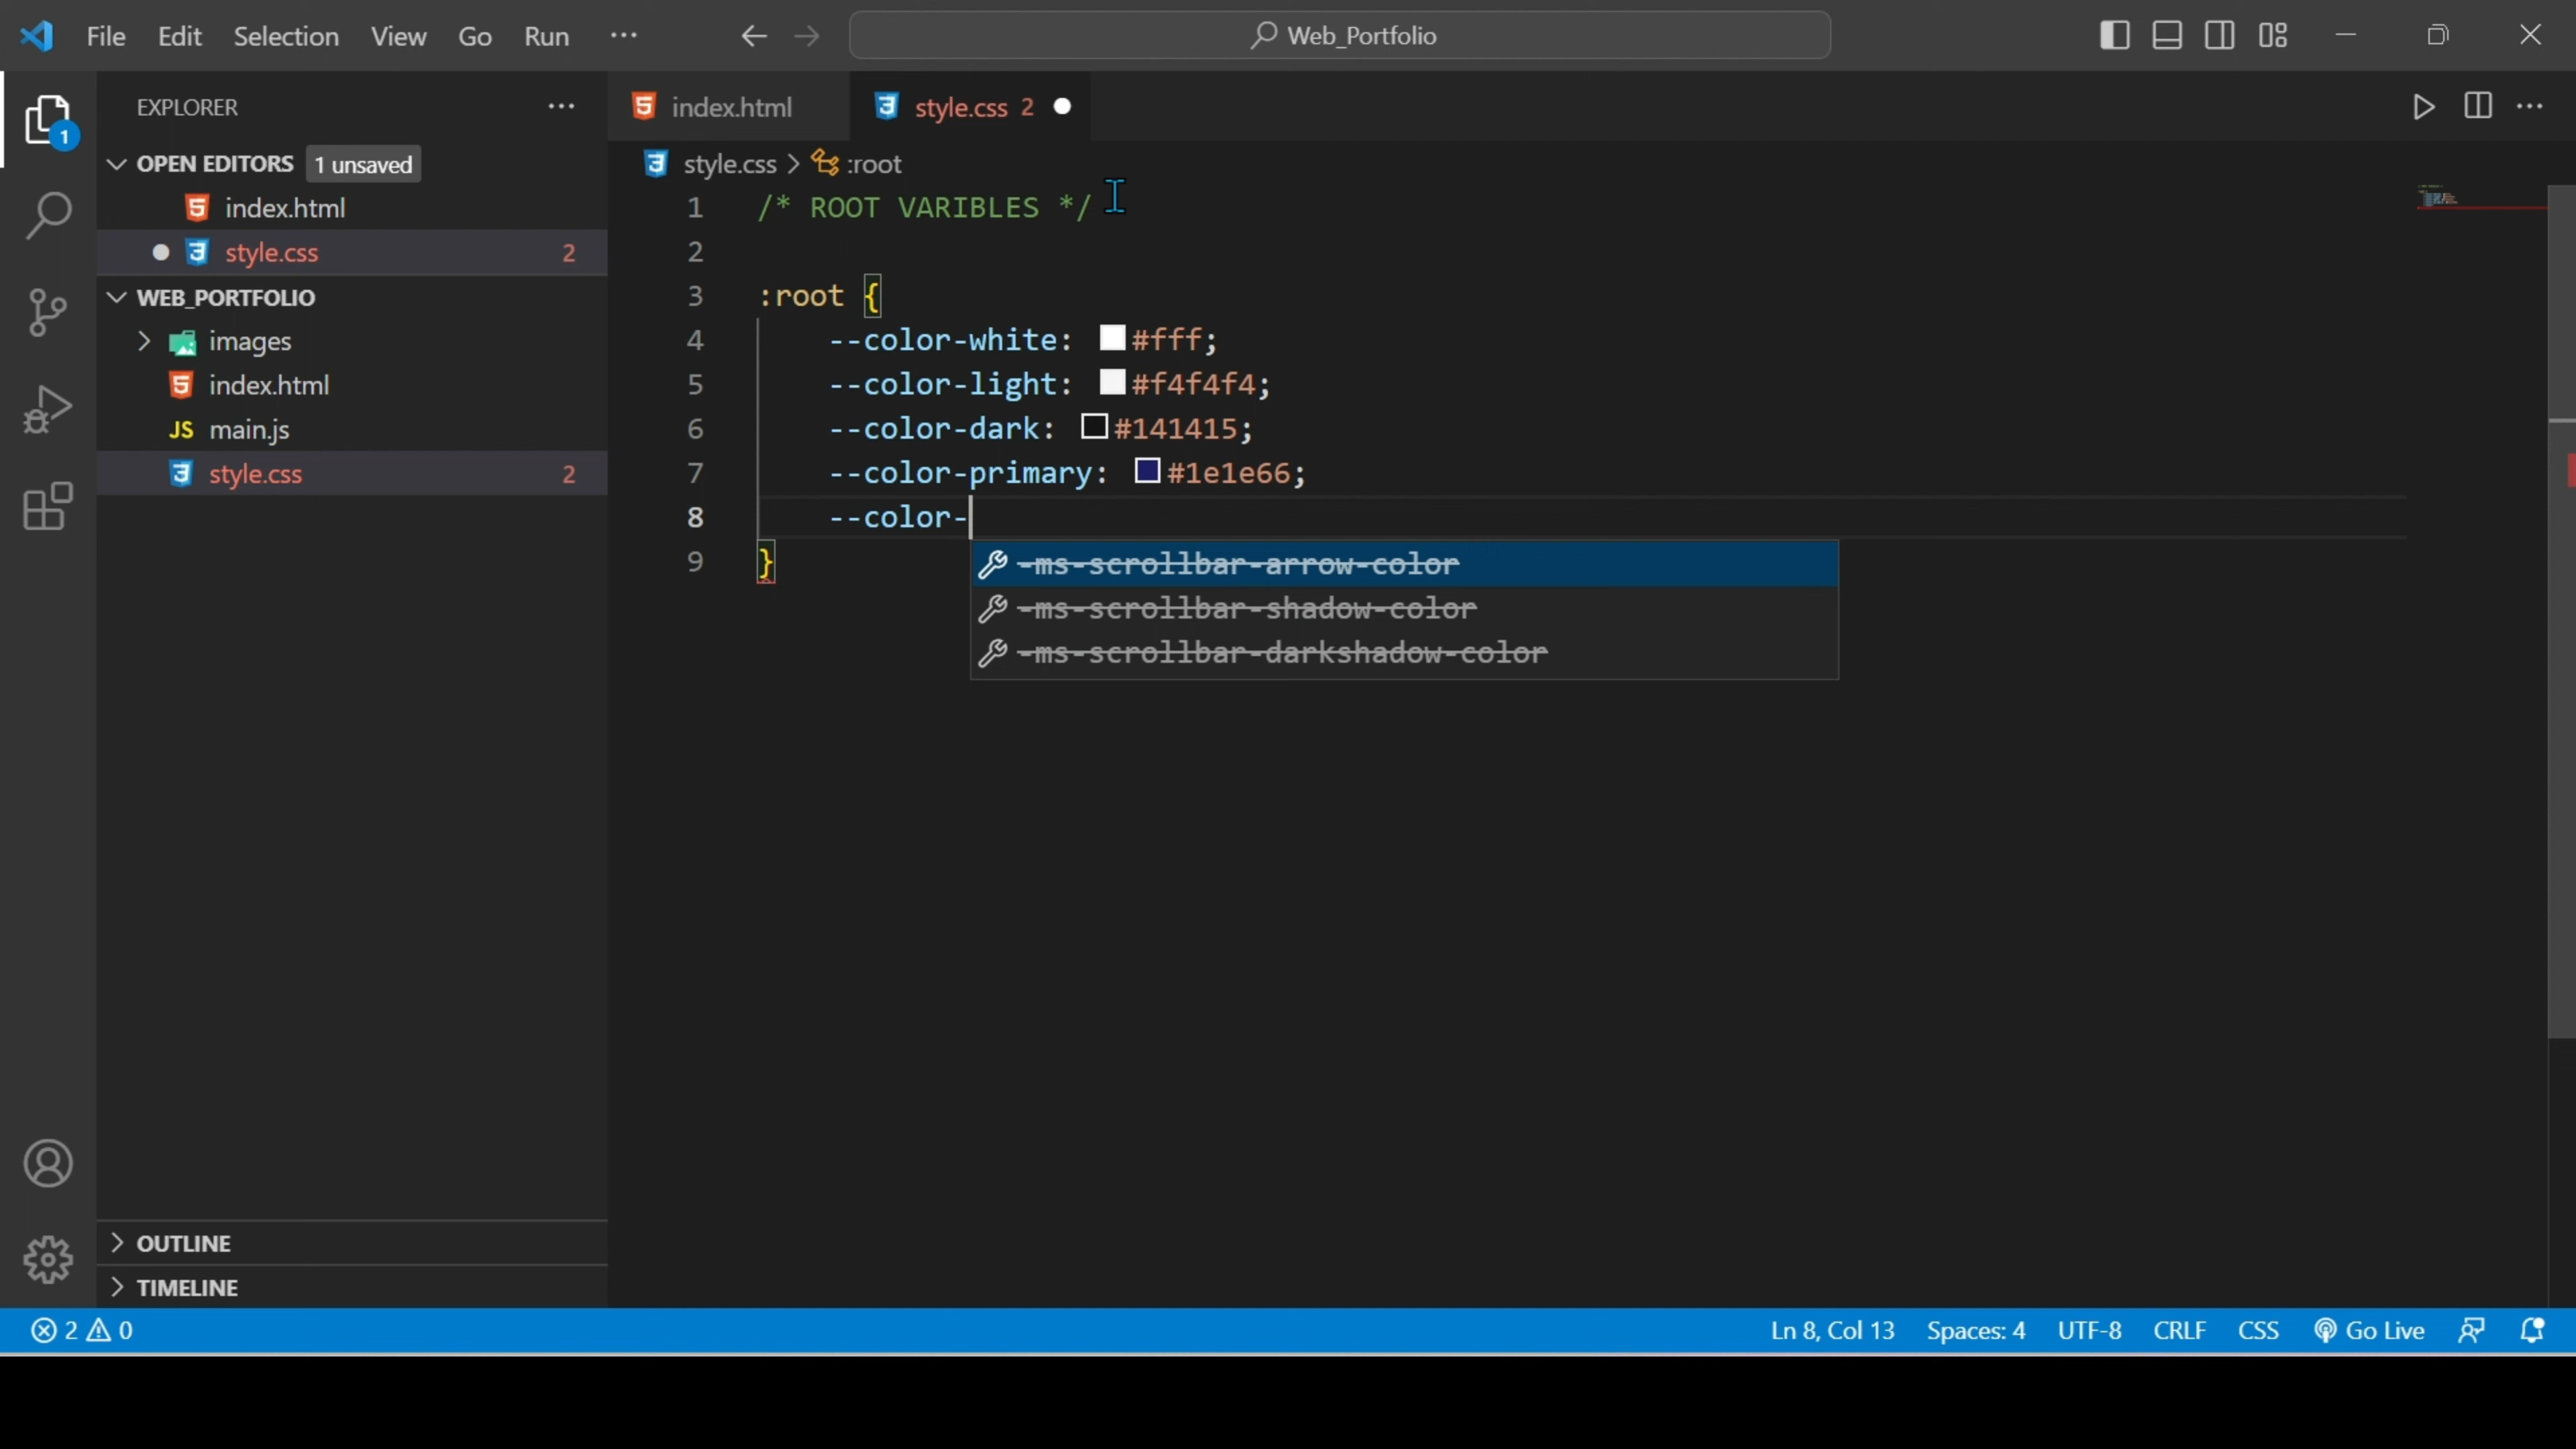 File Edit Selection View Go Run ··· Web_Portfolio
EXPLORER ···
OPEN EDITORS 1 unsaved
index.html
style.css 2
WEB_PORTFOLIO
images
index.html
JS main.js
style.css 2
OUTLINE
TIMELINE
1
index.html style.css 2
style.css > :root
1 /* ROOT VARIBLES */
2
3 :root {
4 --color-white: #fff;
5 --color-light: #f4f4f4;
6 --color-dark: #141415;
7 --color-primary: #1e1e66;
8 --color-
9 }
-ms-scrollbar-arrow-color
-ms-scrollbar-shadow-color
-ms-scrollbar-darkshadow-color
2 0 Ln 8, Col 13 Spaces: 4 UTF-8 CRLF CSS Go Live